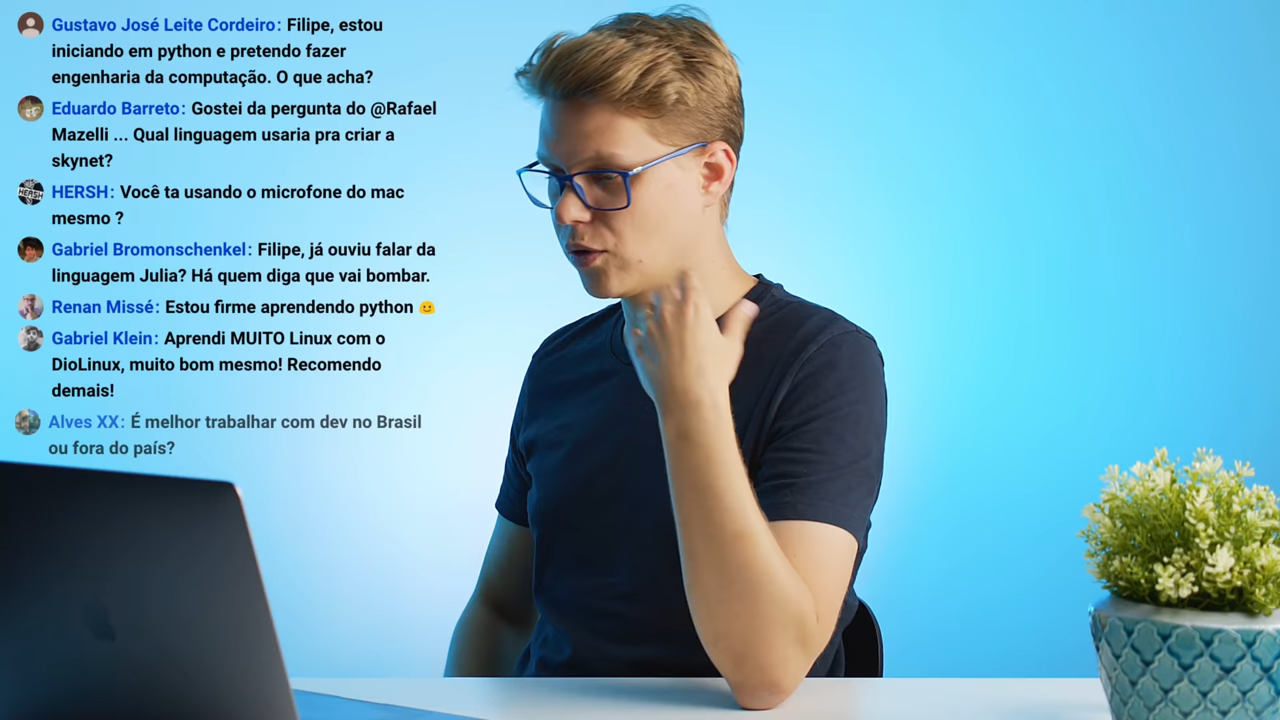 Gustavo José Leite Cordeiro: Filipe, estou
iniciando em python e pretendo fazer
engenharia da computação. O que acha?
Eduardo Barreto: Gostei da pergunta do @Rafael
Mazelli ... Qual linguagem usaria pra criar a
skynet?
HERSH: Você ta usando o microfone do mac
mesmo ?
Gabriel Bromonschenkel: Filipe, já ouviu falar da
linguagem Julia? Há quem diga que vai bombar.
Renan Missé: Estou firme aprendendo python 🙂
Gabriel Klein: Aprendi MUITO Linux com o
DioLinux, muito bom mesmo! Recomendo
demais!
Alves XX: É melhor trabalhar com dev no Brasil
ou fora do país?